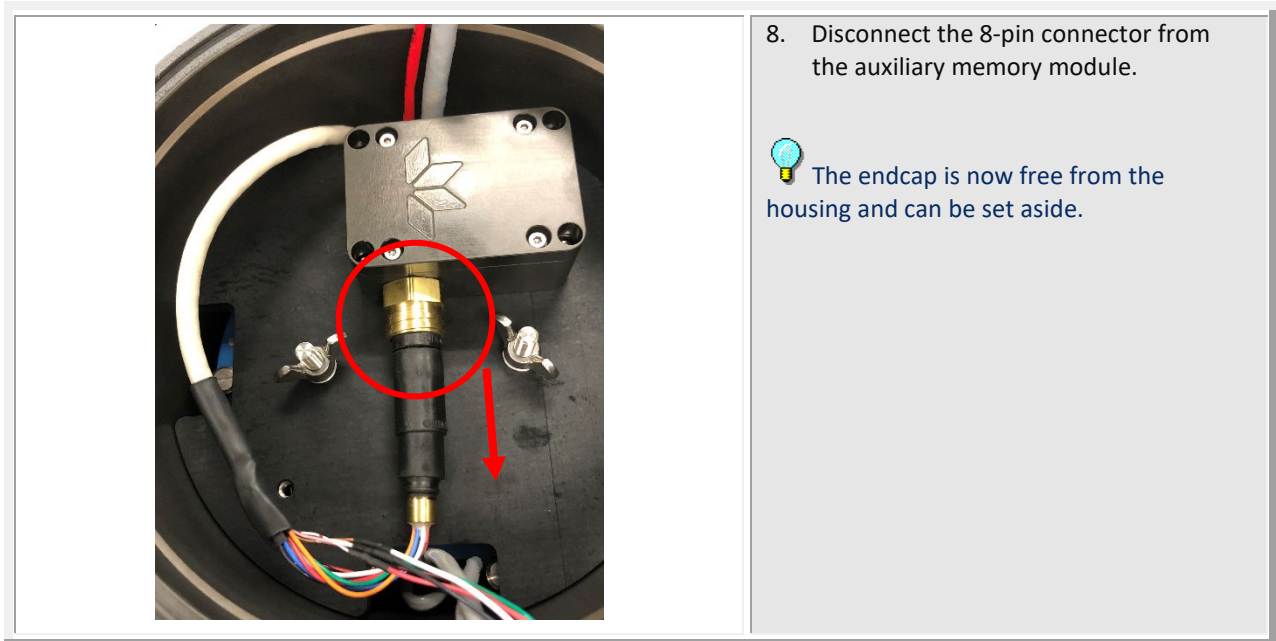 8. Disconnect the 8-pin connector from
the auxiliary memory module.
The endcap is now free from the
housing and can be set aside.